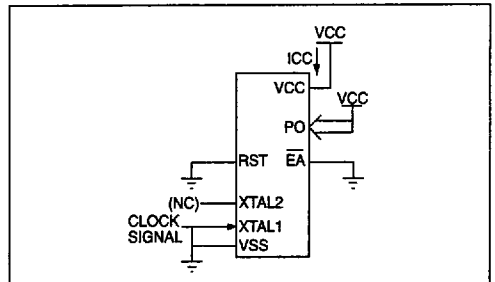 VCC
ICC
VCC
VCC
PO
RST
EA
(NC)
XTAL2
CLOCK
SIGNAL
XTAL1
VSS